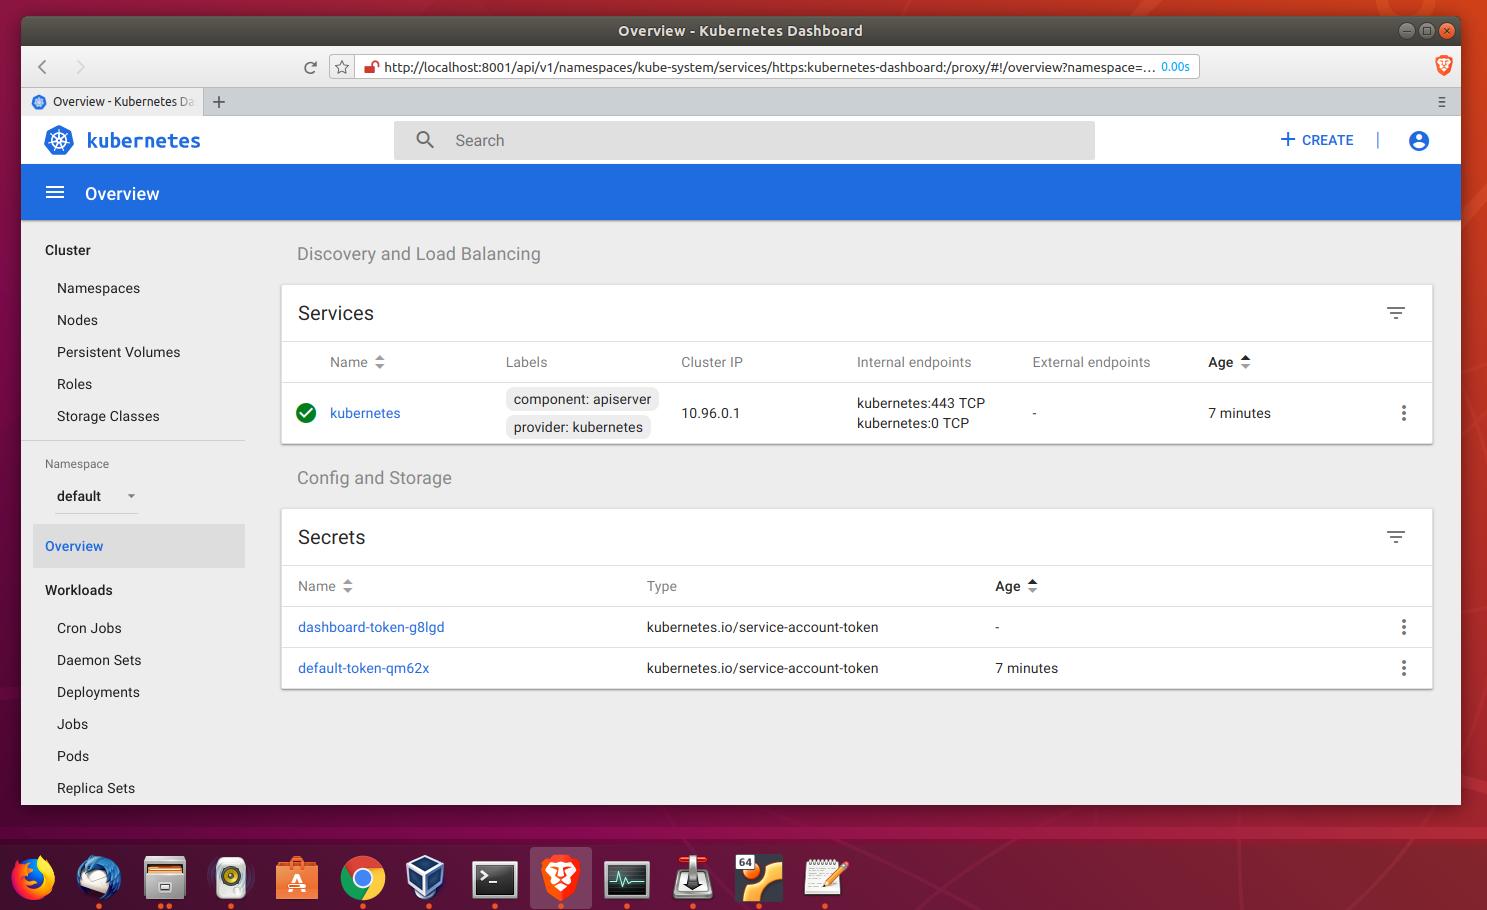 Overview - Kubernetes Dashboard
http://localhost:8001/api/v1/namespaces/kube-system/services/https:kubernetes-dashboard:/proxy/#!/overview?namespace=... 0.00s
Overview - Kubernetes Da
kubernetes
Search
CREATE
Overview
Cluster
Namespaces
Nodes
Persistent Volumes
Roles
Storage Classes
Namespace
default
Overview
Workloads
Cron Jobs
Daemon Sets
Deployments
Jobs
Pods
Replica Sets
Discovery and Load Balancing
Services
Name Labels Cluster IP Internal endpoints External endpoints Age
kubernetes component: apiserver 10.96.0.1 kubernetes:443 TCP - 7 minutes
provider: kubernetes kubernetes:0 TCP
Config and Storage
Secrets
Name Type Age
dashboard-token-g8lgd kubernetes.io/service-account-token -
default-token-qm62x kubernetes.io/service-account-token 7 minutes
64